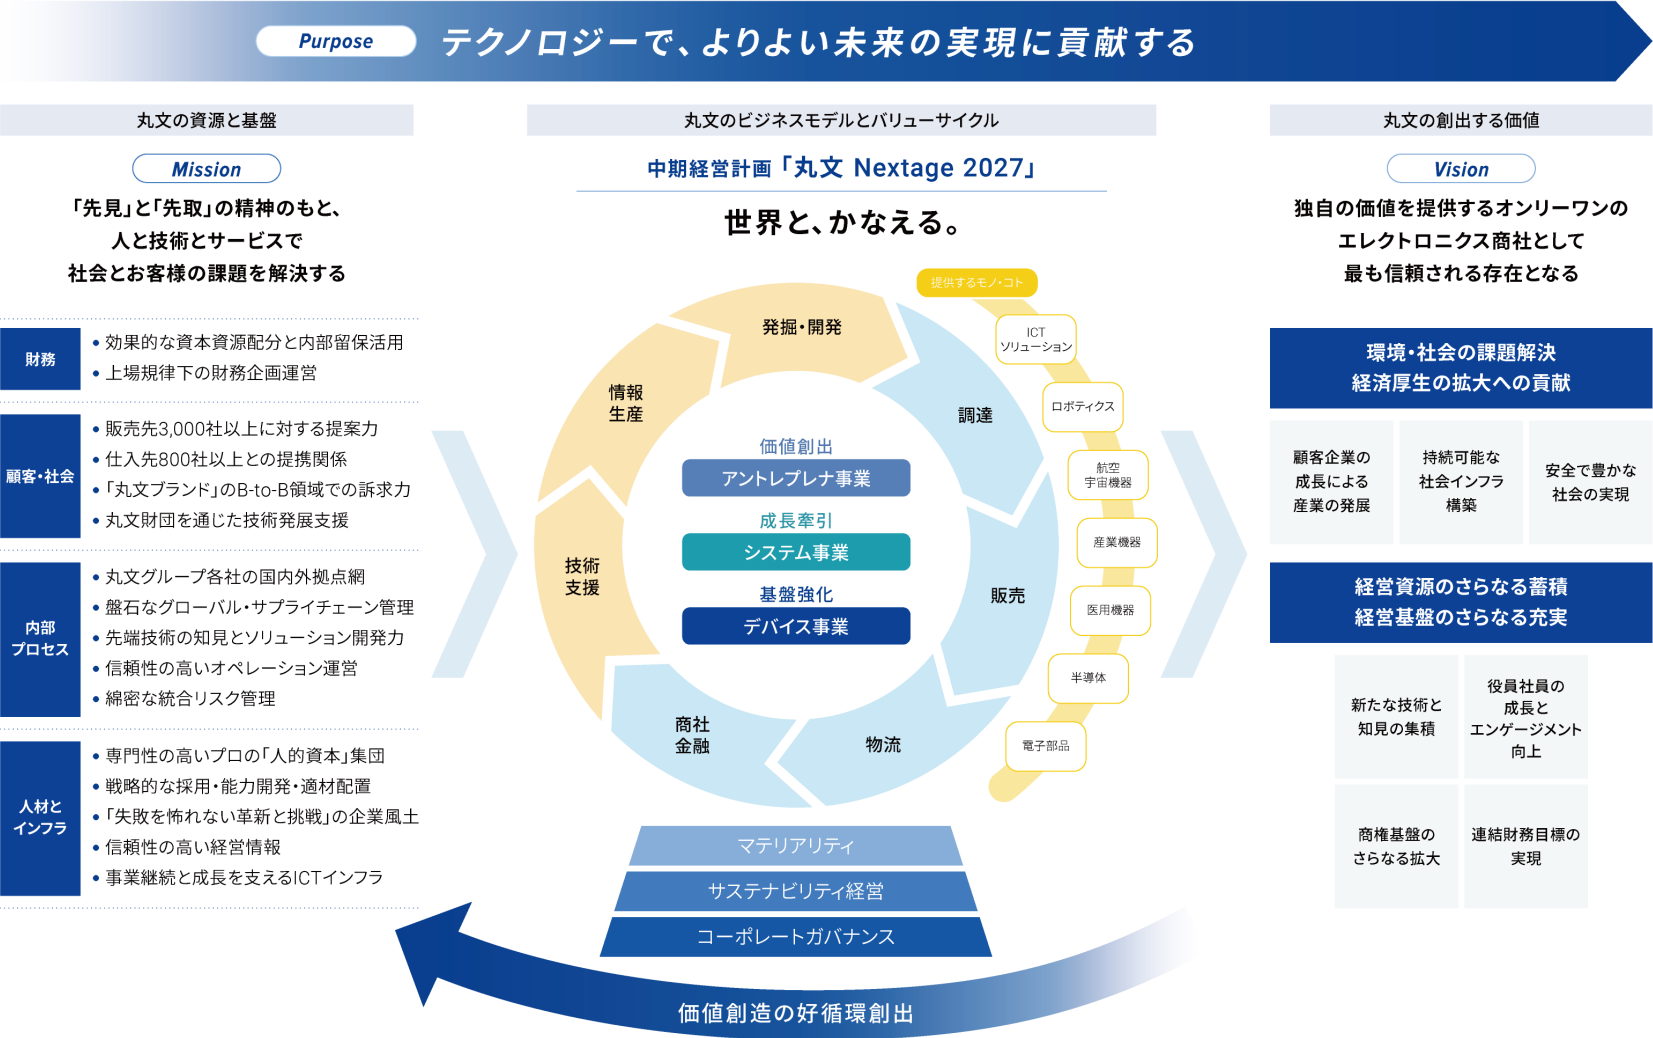 Purpose
テクノロジーで、よりよい未来の実現に貢献する
丸文の資源と基盤
Mission
「先見」と「先取」の精神のもと、
人と技術とサービスで
社会とお客様の課題を解決する
財務
• 効果的な資本資源配分と内部留保活用
• 上場規律下の財務企画運営
顧客・社会
• 販売先3,000社以上に対する提案力
• 仕入先800社以上との提携関係
• 「丸文ブランド」のB-to-B領域での訴求力
• 丸文財団を通じた技術発展支援
内部
プロセス
• 丸文グループ各社の国内外拠点網
• 盤石なグローバル・サプライチェーン管理
• 先端技術の知見とソリューション開発力
• 信頼性の高いオペレーション運営
• 綿密な統合リスク管理
人材と
インフラ
• 専門性の高いプロの「人的資本」集団
• 戦略的な採用・能力開発・適材配置
• 「失敗を怖れない革新と挑戦」の企業風土
• 信頼性の高い経営情報
• 事業継続と成長を支えるICTインフラ
丸文のビジネスモデルとバリューサイクル
中期経営計画「丸文 Nextage 2027」
世界と、かなえる。
発掘・開発
調達
販売
物流
商社
金融
技術
支援
情報
生産
価値創出
アントレプレナ事業
成長牽引
システム事業
基盤強化
デバイス事業
提供するモノ・コト
ICT
ソリューション
ロボティクス
航空
宇宙機器
産業機器
医用機器
半導体
電子部品
マテリアリティ
サステナビリティ経営
コーポレートガバナンス
価値創造の好循環創出
丸文の創出する価値
Vision
独自の価値を提供するオンリーワンの
エレクトロニクス商社として
最も信頼される存在となる
環境・社会の課題解決
経済厚生の拡大への貢献
顧客企業の
成長による
産業の発展
持続可能な
社会インフラ
構築
安全で豊かな
社会の実現
経営資源のさらなる蓄積
経営基盤のさらなる充実
新たな技術と
知見の集積
役員社員の
成長と
エンゲージメント
向上
商権基盤の
さらなる拡大
連結財務目標の
実現